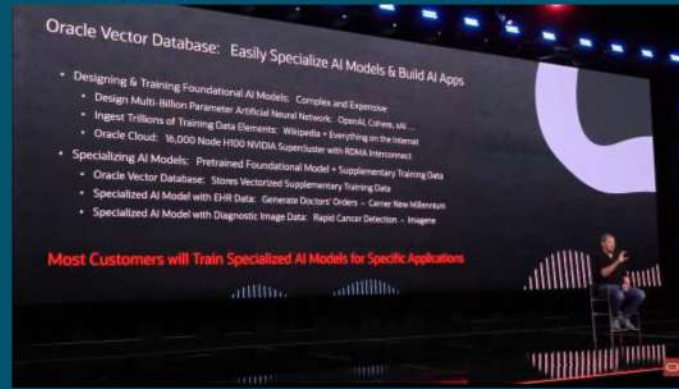 Oracle Vector Database: Easily Specialize AI Models & Build AI Apps
• Designing & Training Foundational AI Models: Complex and Expensive
• Design Multi-Billion Parameter Artificial Neural Network: OpenAI, Cohere, xAI ...
• Ingest Trillions of Training Data Elements: Wikipedia + Everything on the Internet
• Oracle Cloud: 16,000 Node H100 NVIDIA Supercluster with RDMA Interconnect
• Specializing AI Models: Pretrained Foundational Model + Supplementary Training Data
• Oracle Vector Database: Stores Vectorized Supplementary Training Data
• Specialized AI Model with EHR Data: Generate Doctors' Orders – Cerner New Millennium
• Specialized AI Model with Diagnostic Image Data: Rapid Cancer Detection – Imagene
Most Customers will Train Specialized AI Models for Specific Applications